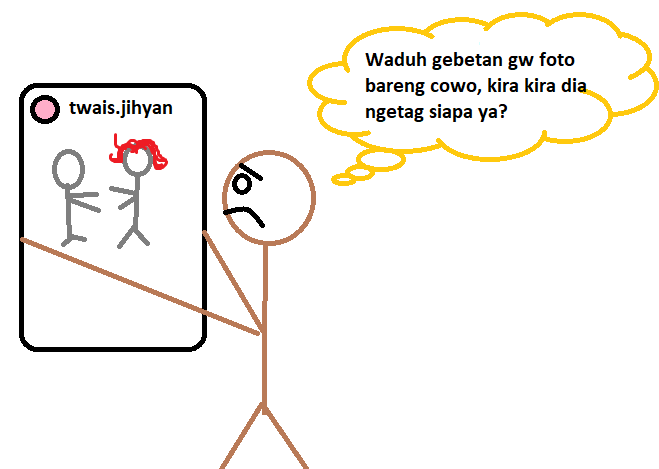 twais.jihyan
Waduh gebetan gw foto
bareng cowo, kira kira dia
ngetag siapa ya?